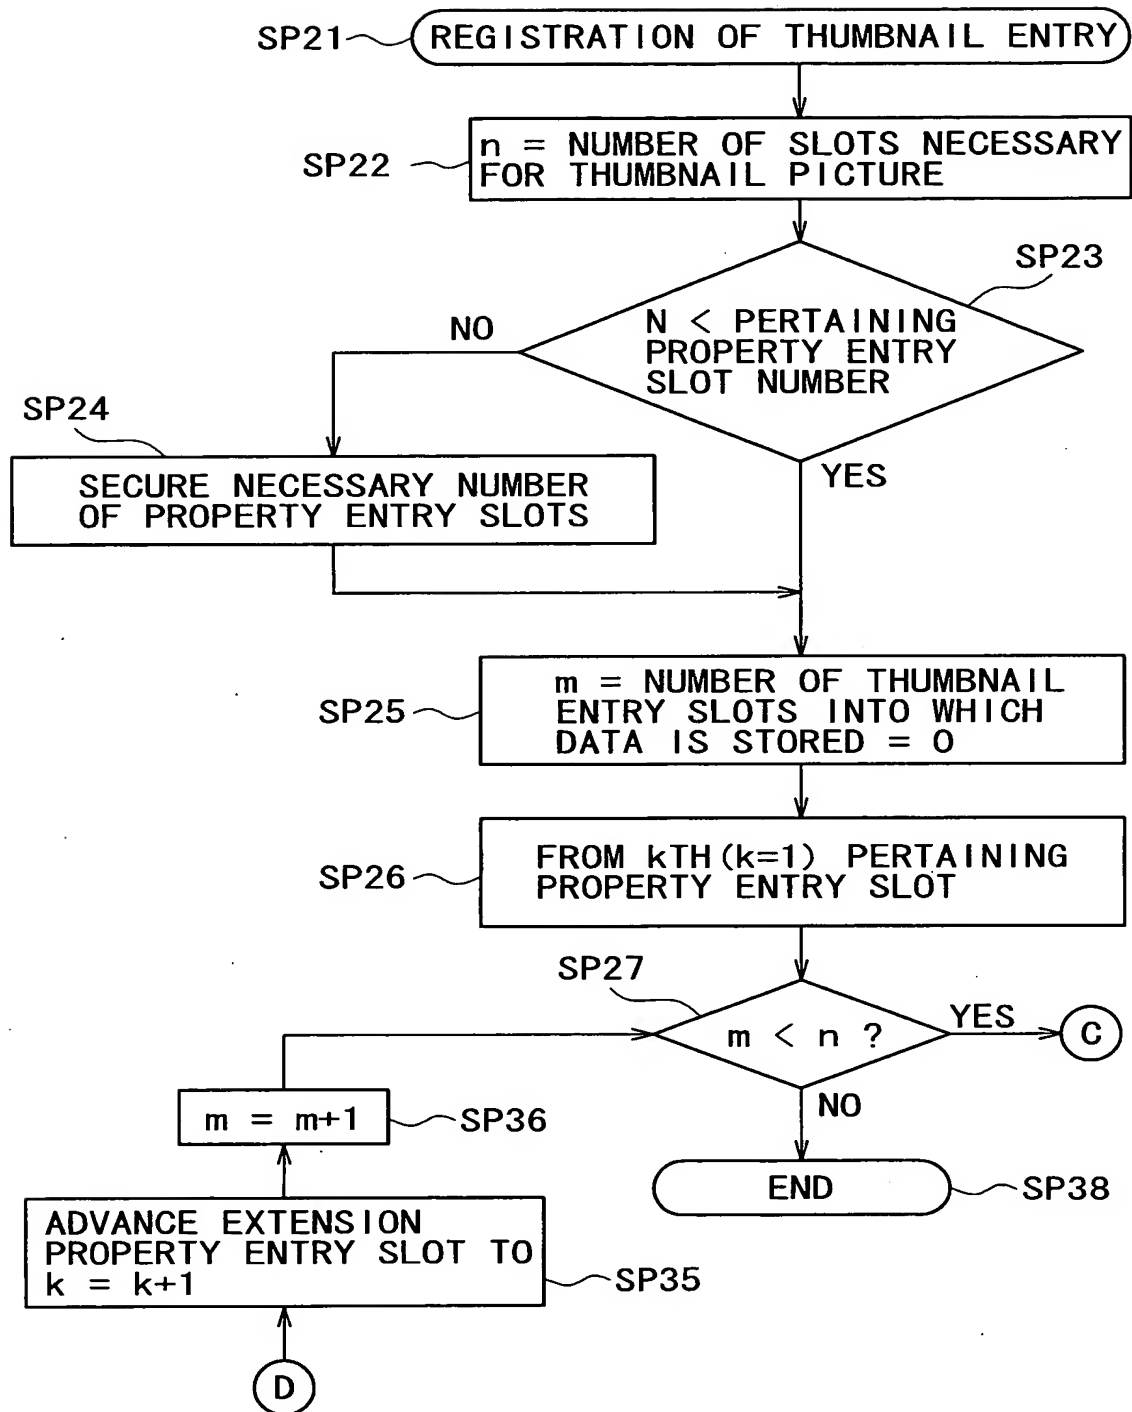 SP21
REGISTRATION OF THUMBNAIL ENTRY
SP22
n = NUMBER OF SLOTS NECESSARY
FOR THUMBNAIL PICTURE
SP23
N < PERTAINING
PROPERTY ENTRY
SLOT NUMBER
NO
YES
SP24
SECURE NECESSARY NUMBER
OF PROPERTY ENTRY SLOTS
SP25
m = NUMBER OF THUMBNAIL
ENTRY SLOTS INTO WHICH
DATA IS STORED = 0
SP26
FROM kTH(k=1) PERTAINING
PROPERTY ENTRY SLOT
SP27
m < n ?
YES
C
NO
m = m+1
SP36
END
SP38
ADVANCE EXTENSION
PROPERTY ENTRY SLOT TO
k = k+1
SP35
D